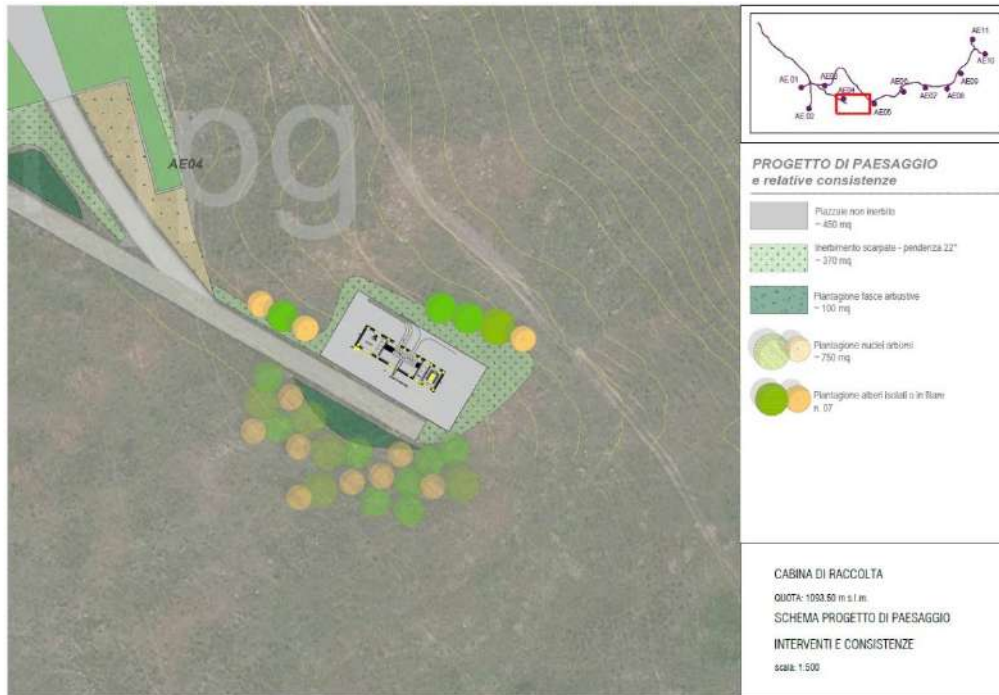 pg
AE04
AE 01
AE 02
AE 03
AE04
AE05
AE06
AE07
AE08
AE09
AE10
AE11
PROGETTO DI PAESAGGIO
e relative consistenze
Piazzale non inerbito
~ 450 mq
Inerbimento scarpate - pendenza 22°
~ 370 mq
Piantagione fasce arbustive
~ 100 mq
Piantagione nuclei arborei
~ 750 mq
Piantagione alberi isolati o in filare
n. 07
CABINA DI RACCOLTA
QUOTA: 1093.50 m s.l.m.
SCHEMA PROGETTO DI PAESAGGIO
INTERVENTI E CONSISTENZE
scala: 1:500